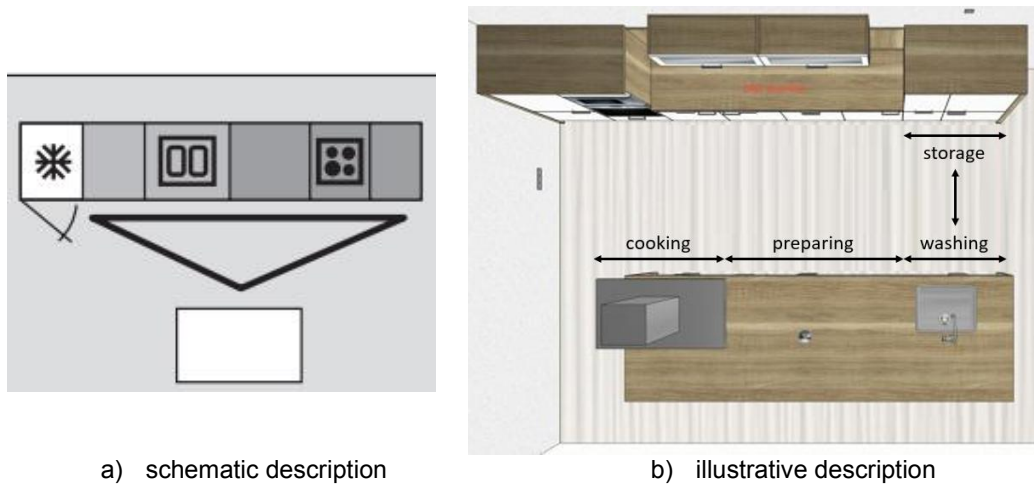 storage
cooking preparing washing
a) schematic description
b) illustrative description